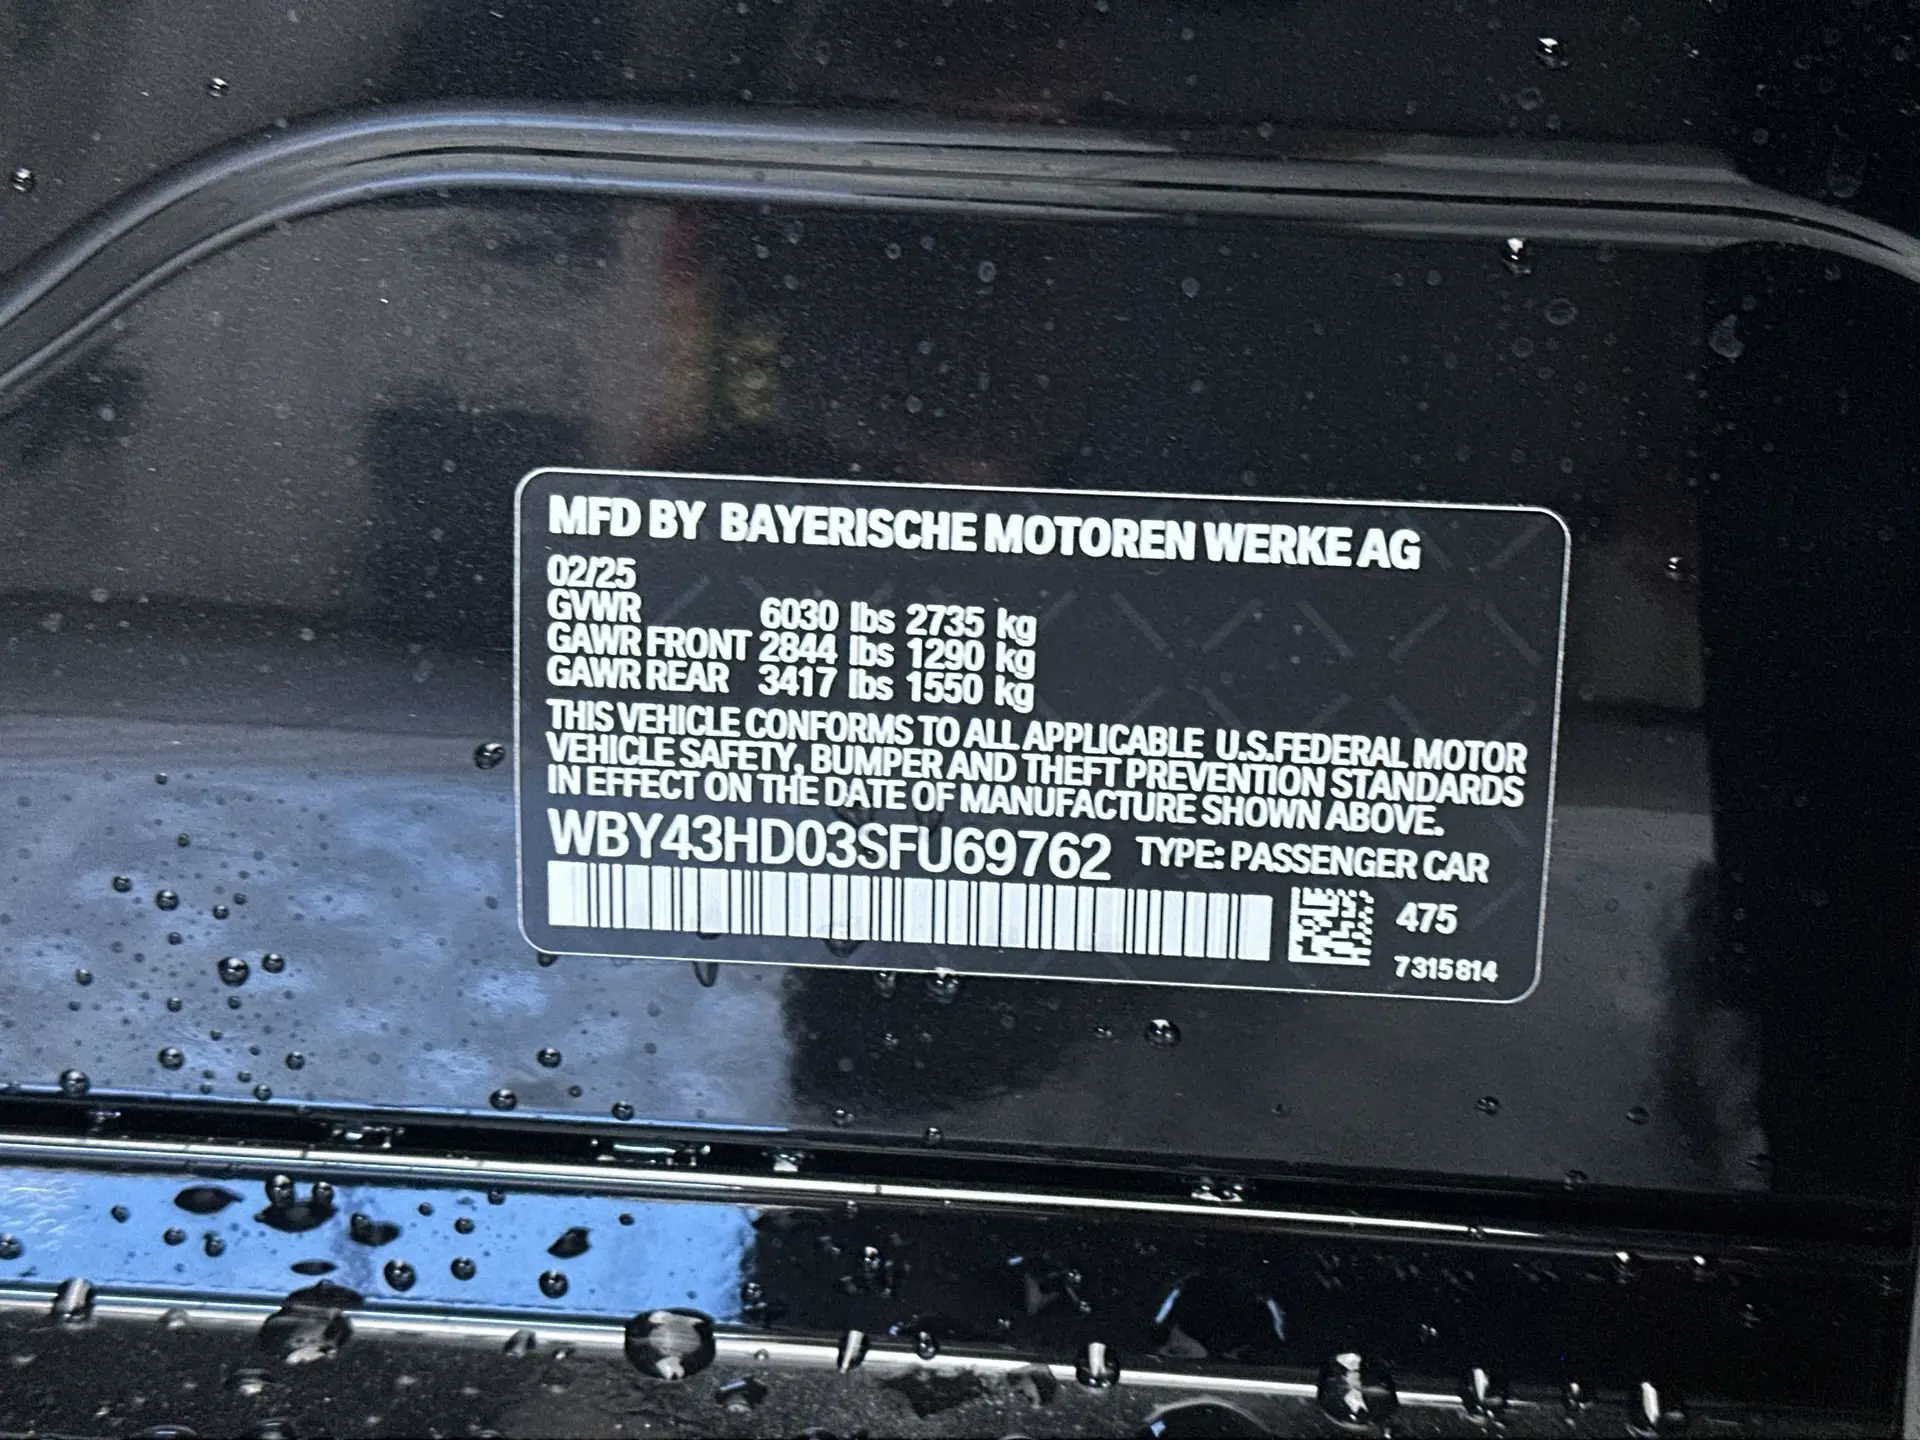 MFD BY BAYERISCHE MOTOREN WERKE AG
02/25
GVWR 6030 lbs 2735 kg
GAWR FRONT 2844 lbs 1290 kg
GAWR REAR 3417 lbs 1550 kg
THIS VEHICLE CONFORMS TO ALL APPLICABLE U.S.FEDERAL MOTOR
VEHICLE SAFETY, BUMPER AND THEFT PREVENTION STANDARDS
IN EFFECT ON THE DATE OF MANUFACTURE SHOWN ABOVE.
WBY43HD03SFU69762 TYPE: PASSENGER CAR
475
7315814